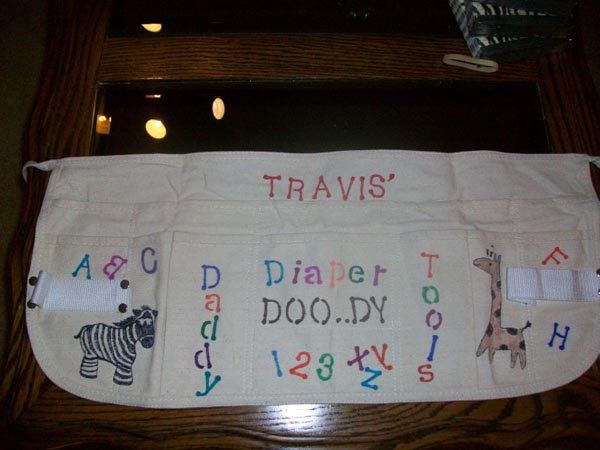 TRAVIS'
A B C
Daddy
Diaper
DOO..DY
123
XYZ
Tools
H